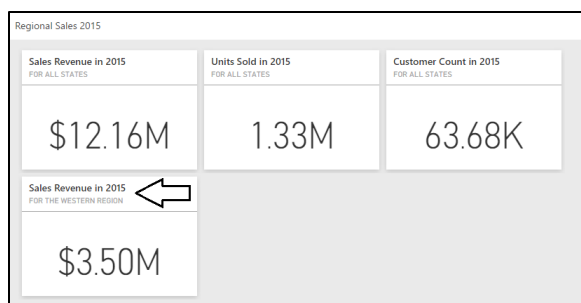 Regional Sales 2015
Sales Revenue in 2015
FOR ALL STATES
$12.16M
Units Sold in 2015
FOR ALL STATES
1.33M
Customer Count in 2015
FOR ALL STATES
63.68K
Sales Revenue in 2015
FOR THE WESTERN REGION
$3.50M